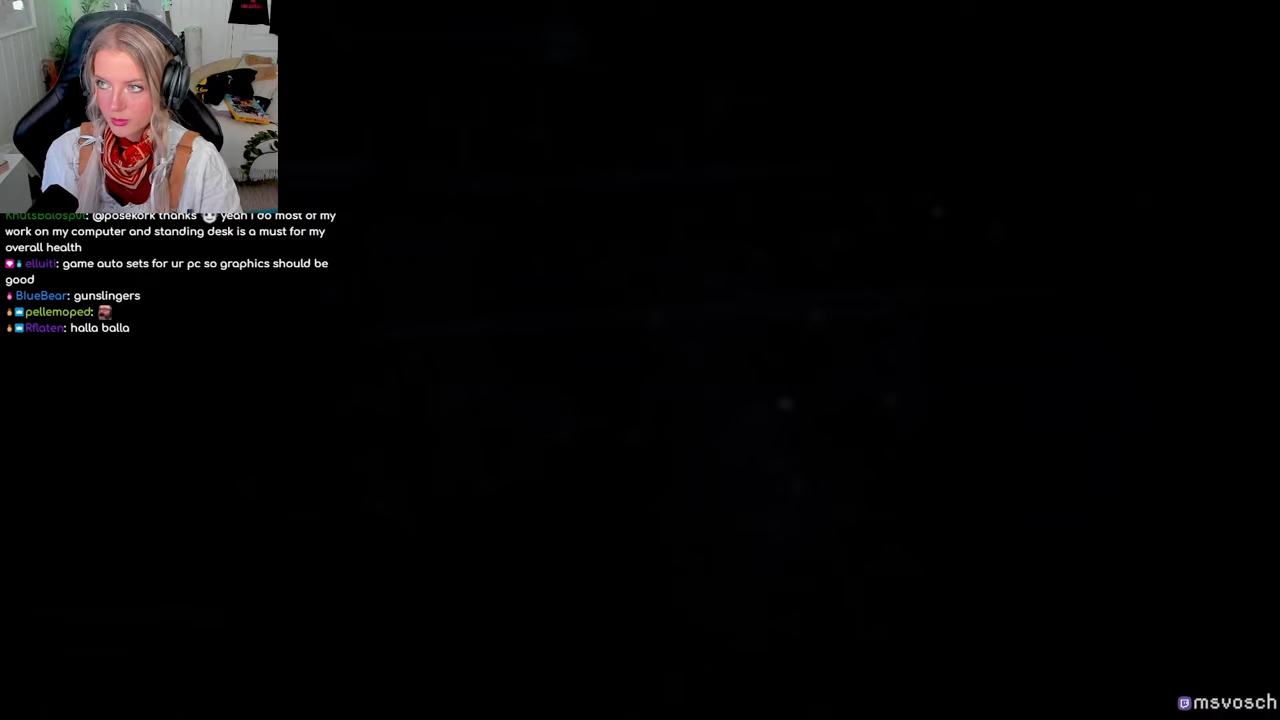 Knutsbaldsput: @posekork thanks yeah i do most of my
work on my computer and standing desk is a must for my
overall health
elluiti: game auto sets for ur pc so graphics should be
good
BlueBear: gunslingers
pellemoped:
Rflaten: halla balla
msvosch